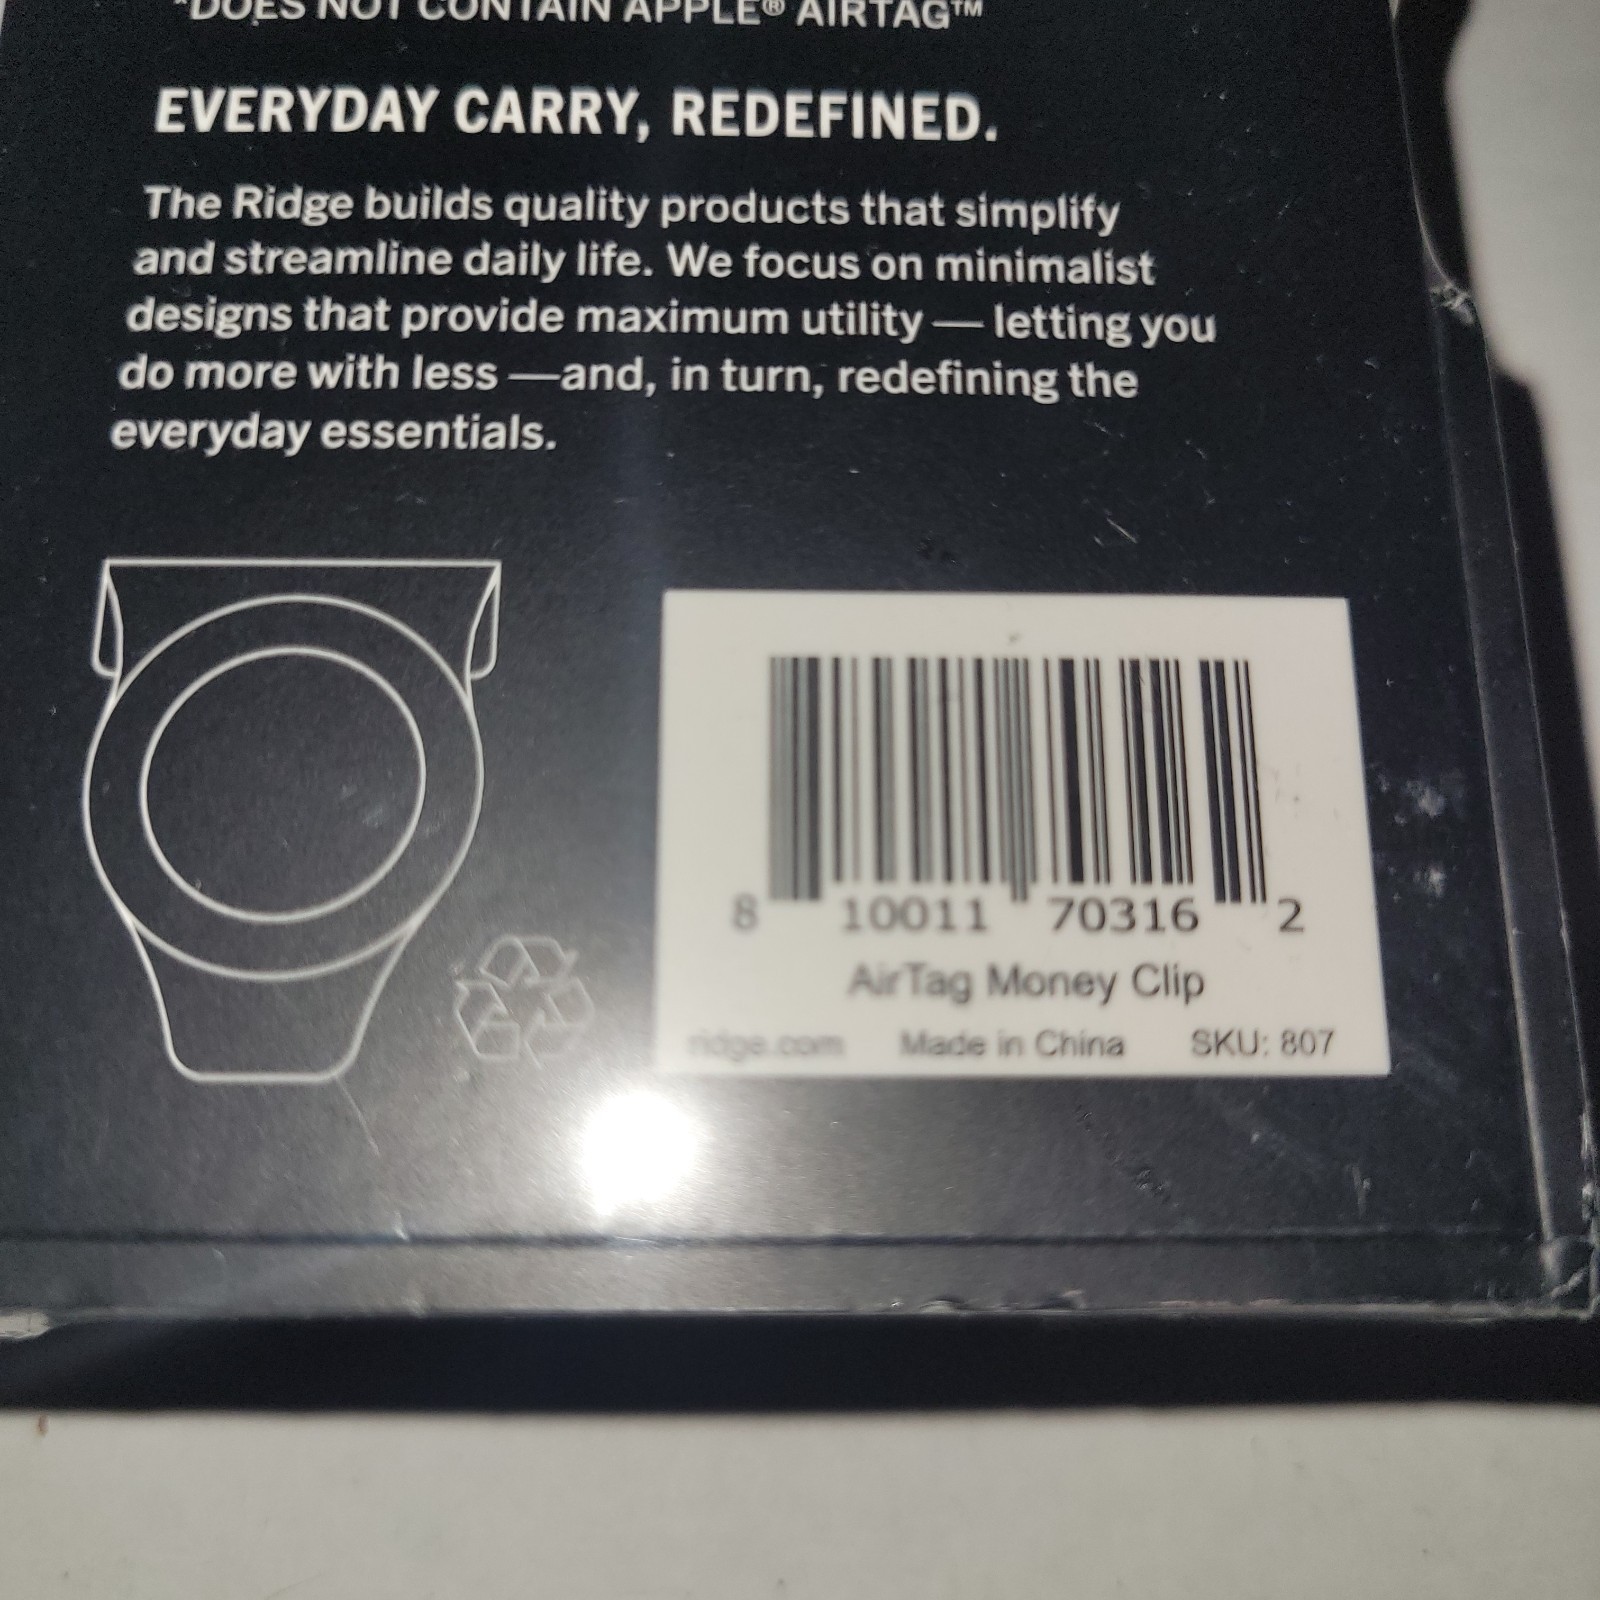 *DOES NOT CONTAIN APPLE® AIRTAG™
EVERYDAY CARRY, REDEFINED.
The Ridge builds quality products that simplify
and streamline daily life. We focus on minimalist
designs that provide maximum utility — letting you
do more with less —and, in turn, redefining the
everyday essentials.
8 10011 70316 2
AirTag Money Clip
ridge.com Made in China SKU: 807